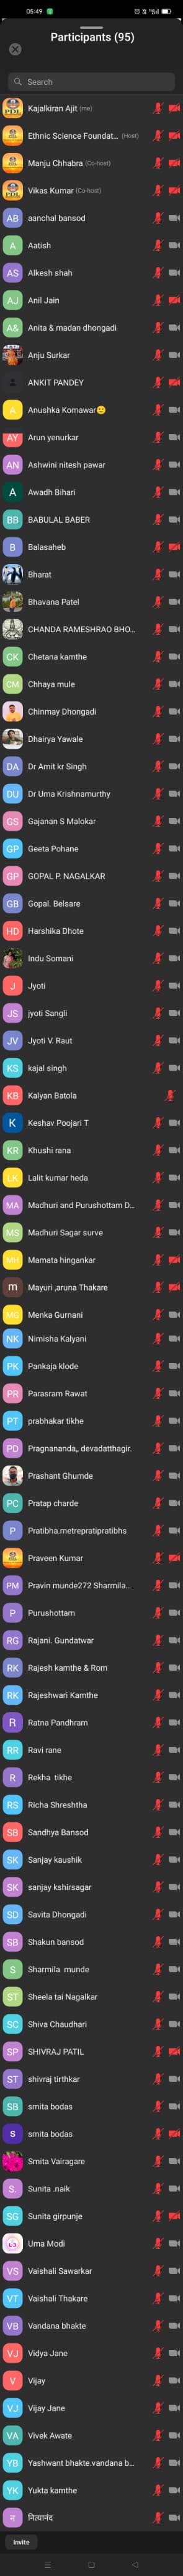 05:49
Participants (95)
Search
Kajalkiran Ajit (me)
Ethnic Science Foundat... (Host)
Manju Chhabra (Co-host)
Vikas Kumar (Co-host)
AB aanchal bansod
A Aatish
AS Alkesh shah
AJ Anil Jain
A& Anita & madan dhongadi
Anju Surkar
ANKIT PANDEY
A Anushka Komawar🙂
AY Arun yenurkar
AN Ashwini nitesh pawar
A Awadh Bihari
BB BABULAL BABER
B Balasaheb
Bharat
Bhavana Patel
CHANDA RAMESHRAO BHO...
CK Chetana kamthe
CM Chhaya mule
Chinmay Dhongadi
Dhairya Yawale
DA Dr Amit kr Singh
DU Dr Uma Krishnamurthy
GS Gajanan S Malokar
GP Geeta Pohane
GP GOPAL P. NAGALKAR
GB Gopal. Belsare
HD Harshika Dhote
Indu Somani
J Jyoti
JS jyoti Sangli
JV Jyoti V. Raut
KS kajal singh
KB Kalyan Batola
K Keshav Poojari T
KR Khushi rana
LK Lalit kumar heda
MA Madhuri and Purushottam D...
MS Madhuri Sagar surve
MH Mamata hingankar
m Mayuri ,aruna Thakare
MG Menka Gurnani
NK Nimisha Kalyani
PK Pankaja klode
PR Parasram Rawat
PT prabhakar tikhe
PD Pragnananda,, devadatthagir.
Prashant Ghumde
PC Pratap charde
P Pratibha.metrepratipratibhs
Praveen Kumar
PM Pravin munde272 Sharmila...
P Purushottam
RG Rajani. Gundatwar
RK Rajesh kamthe & Rom
RK Rajeshwari Kamthe
R Ratna Pandhram
RR Ravi rane
R Rekha tikhe
RS Richa Shreshtha
SB Sandhya Bansod
SK Sanjay kaushik
SK sanjay kshirsagar
SD Savita Dhongadi
SB Shakun bansod
S Sharmila munde
ST Sheela tai Nagalkar
SC Shiva Chaudhari
SP SHIVRAJ PATIL
ST shivraj tirthkar
SB smita bodas
S smita bodas
Smita Vairagare
S. Sunita .naik
SG Sunita girpunje
Uma Modi
VS Vaishali Sawarkar
VT Vaishali Thakare
VB Vandana bhakte
VJ Vidya Jane
V Vijay
VJ Vijay Jane
VA Vivek Awate
YB Yashwant bhakte.vandana b...
YK Yukta kamthe
न नित्यानंद
Invite